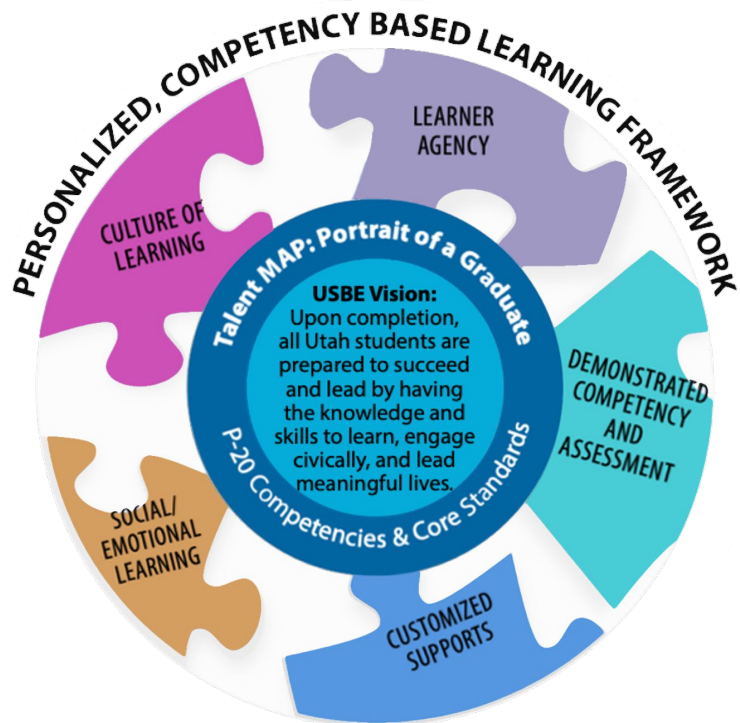 PERSONALIZED, COMPETENCY BASED LEARNING FRAMEWORK
LEARNER
AGENCY
CULTURE OF
LEARNING
Talent MAP: Portrait of a Graduate
USBE Vision:
Upon completion,
all Utah students are
prepared to succeed
and lead by having
the knowledge and
skills to learn, engage
civically, and lead
meaningful lives.
P-20 Competencies & Core Standards
DEMONSTRATED
COMPETENCY
AND
ASSESSMENT
SOCIAL/
EMOTIONAL
LEARNING
CUSTOMIZED
SUPPORTS